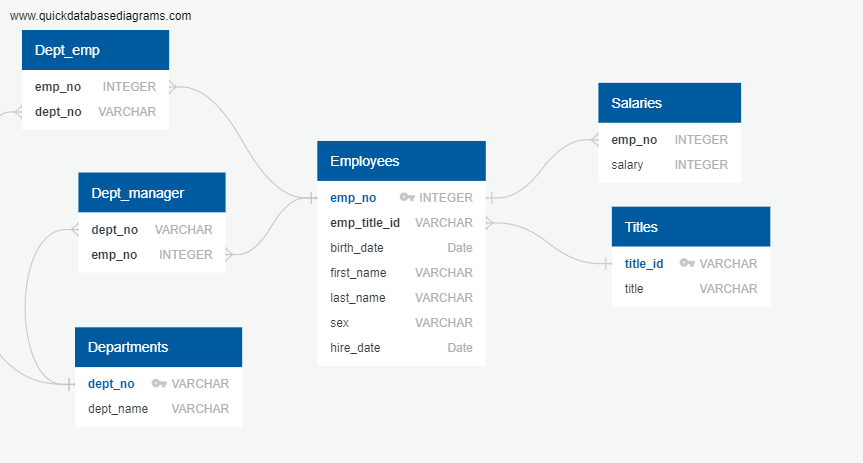 www.quickdatabasediagrams.com
Dept_emp
emp_no INTEGER
dept_no VARCHAR
Dept_manager
dept_no VARCHAR
emp_no INTEGER
Departments
dept_no VARCHAR
dept_name VARCHAR
Employees
emp_no INTEGER
emp_title_id VARCHAR
birth_date Date
first_name VARCHAR
last_name VARCHAR
sex VARCHAR
hire_date Date
Salaries
emp_no INTEGER
salary INTEGER
Titles
title_id VARCHAR
title VARCHAR